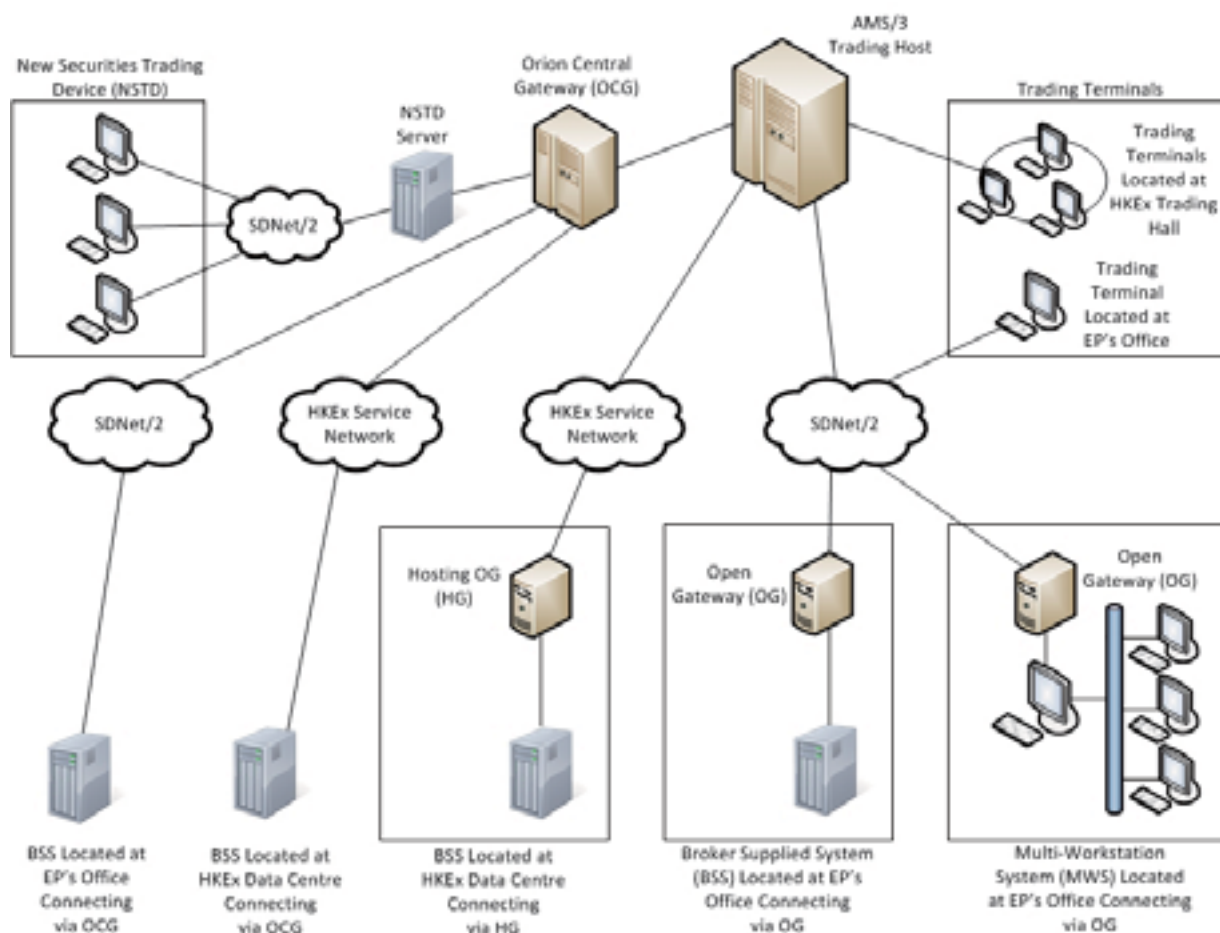 AMS/3
Trading Host
New Securities Trading
Device (NSTD)
Orion Central
Gateway (OCG)
NSTD
Server
Trading Terminals
Trading
Terminals
Located at
HKEx Trading
Hall
SDNet/2
Trading
Terminal
Located at
EP's Office
SDNet/2
HKEx Service
Network
HKEx Service
Network
SDNet/2
Hosting OG
(HG)
Open
Gateway (OG)
Open
Gateway (OG)
BSS Located at
EP's Office
Connecting
via OCG
BSS Located at
HKEx Data Centre
Connecting
via OCG
BSS Located at
HKEx Data Centre
Connecting
via HG
Broker Supplied System
(BSS) Located at EP's
Office Connecting
via OG
Multi-Workstation
System (MWS) Located
at EP's Office Connecting
via OG